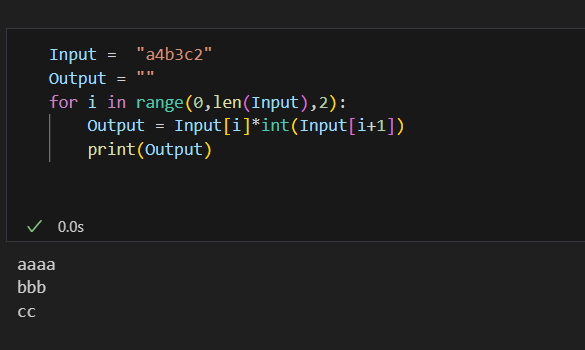 Input =  "a4b3c2"
Output = ""
for i in range(0,len(Input),2):
    Output = Input[i]*int(Input[i+1])
    print(Output)
0.0s
aaaa
bbb
cc